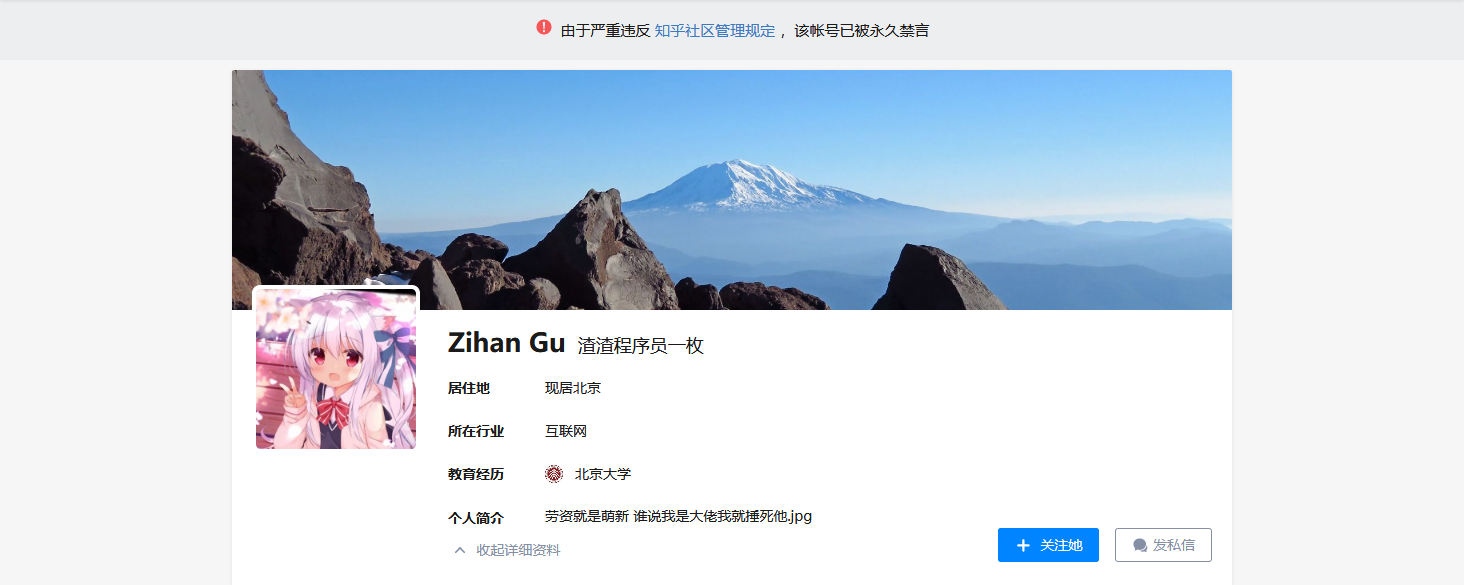 由于严重违反 知乎社区管理规定 ，该帐号已被永久禁言
Zihan Gu 渣渣程序员一枚
居住地 现居北京
所在行业 互联网
教育经历 北京大学
个人简介 劳资就是萌新 谁说我是大佬我就捶死他.jpg
收起详细资料
关注她 发私信